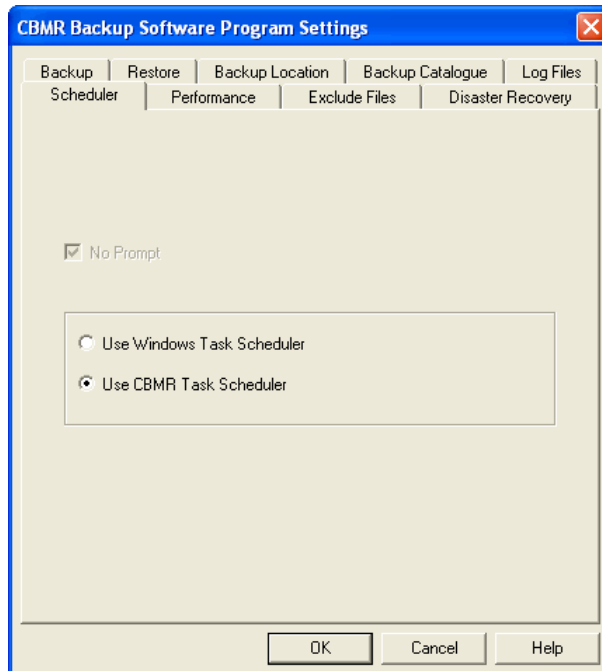 CBMR Backup Software Program Settings
Backup Restore Backup Location Backup Catalogue Log Files
Scheduler Performance Exclude Files Disaster Recovery
No Prompt
Use Windows Task Scheduler
Use CBMR Task Scheduler
OK Cancel Help